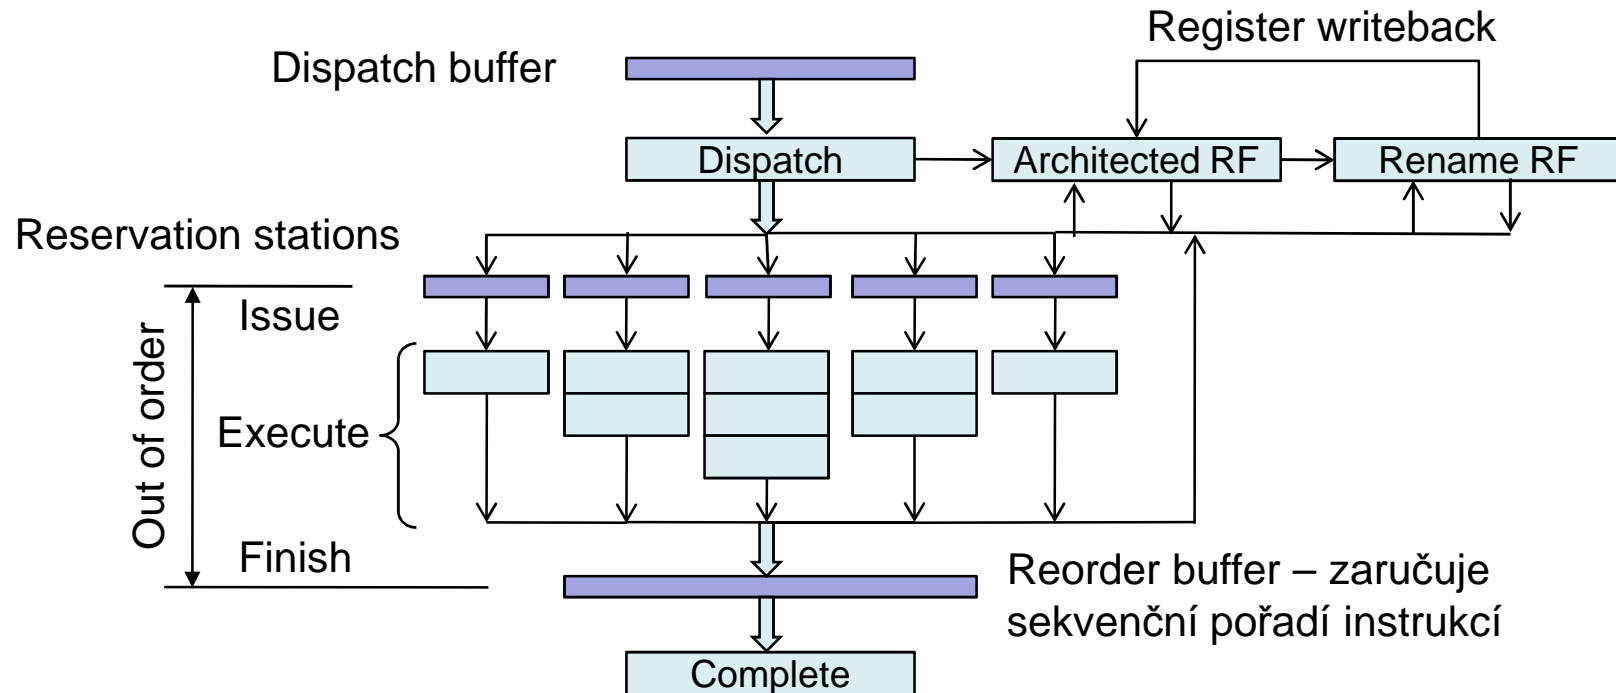 Register writeback
Dispatch buffer
Dispatch
Architected RF
Rename RF
Reservation stations
Issue
Out of order
Execute
Finish
Reorder buffer – zaručuje
sekvenční pořadí instrukcí
Complete